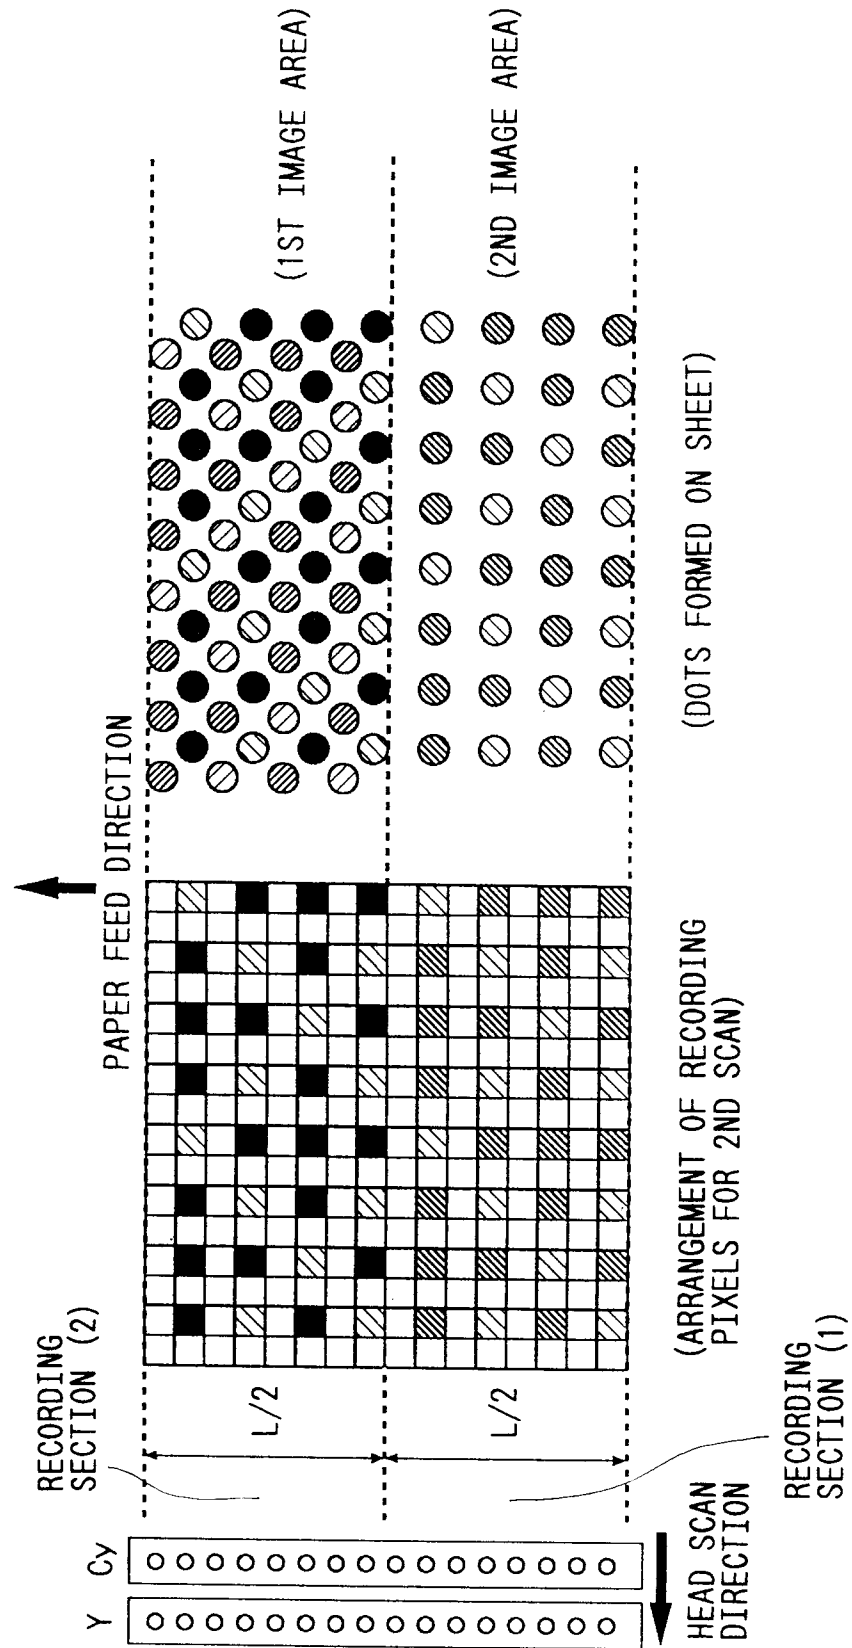 Y
Cy
RECORDING
SECTION (2)
L/2
L/2
HEAD SCAN
DIRECTION
RECORDING
SECTION (1)
PAPER FEED DIRECTION
(ARRANGEMENT OF RECORDING
PIXELS FOR 2ND SCAN)
(DOTS FORMED ON SHEET)
(1ST IMAGE AREA)
(2ND IMAGE AREA)